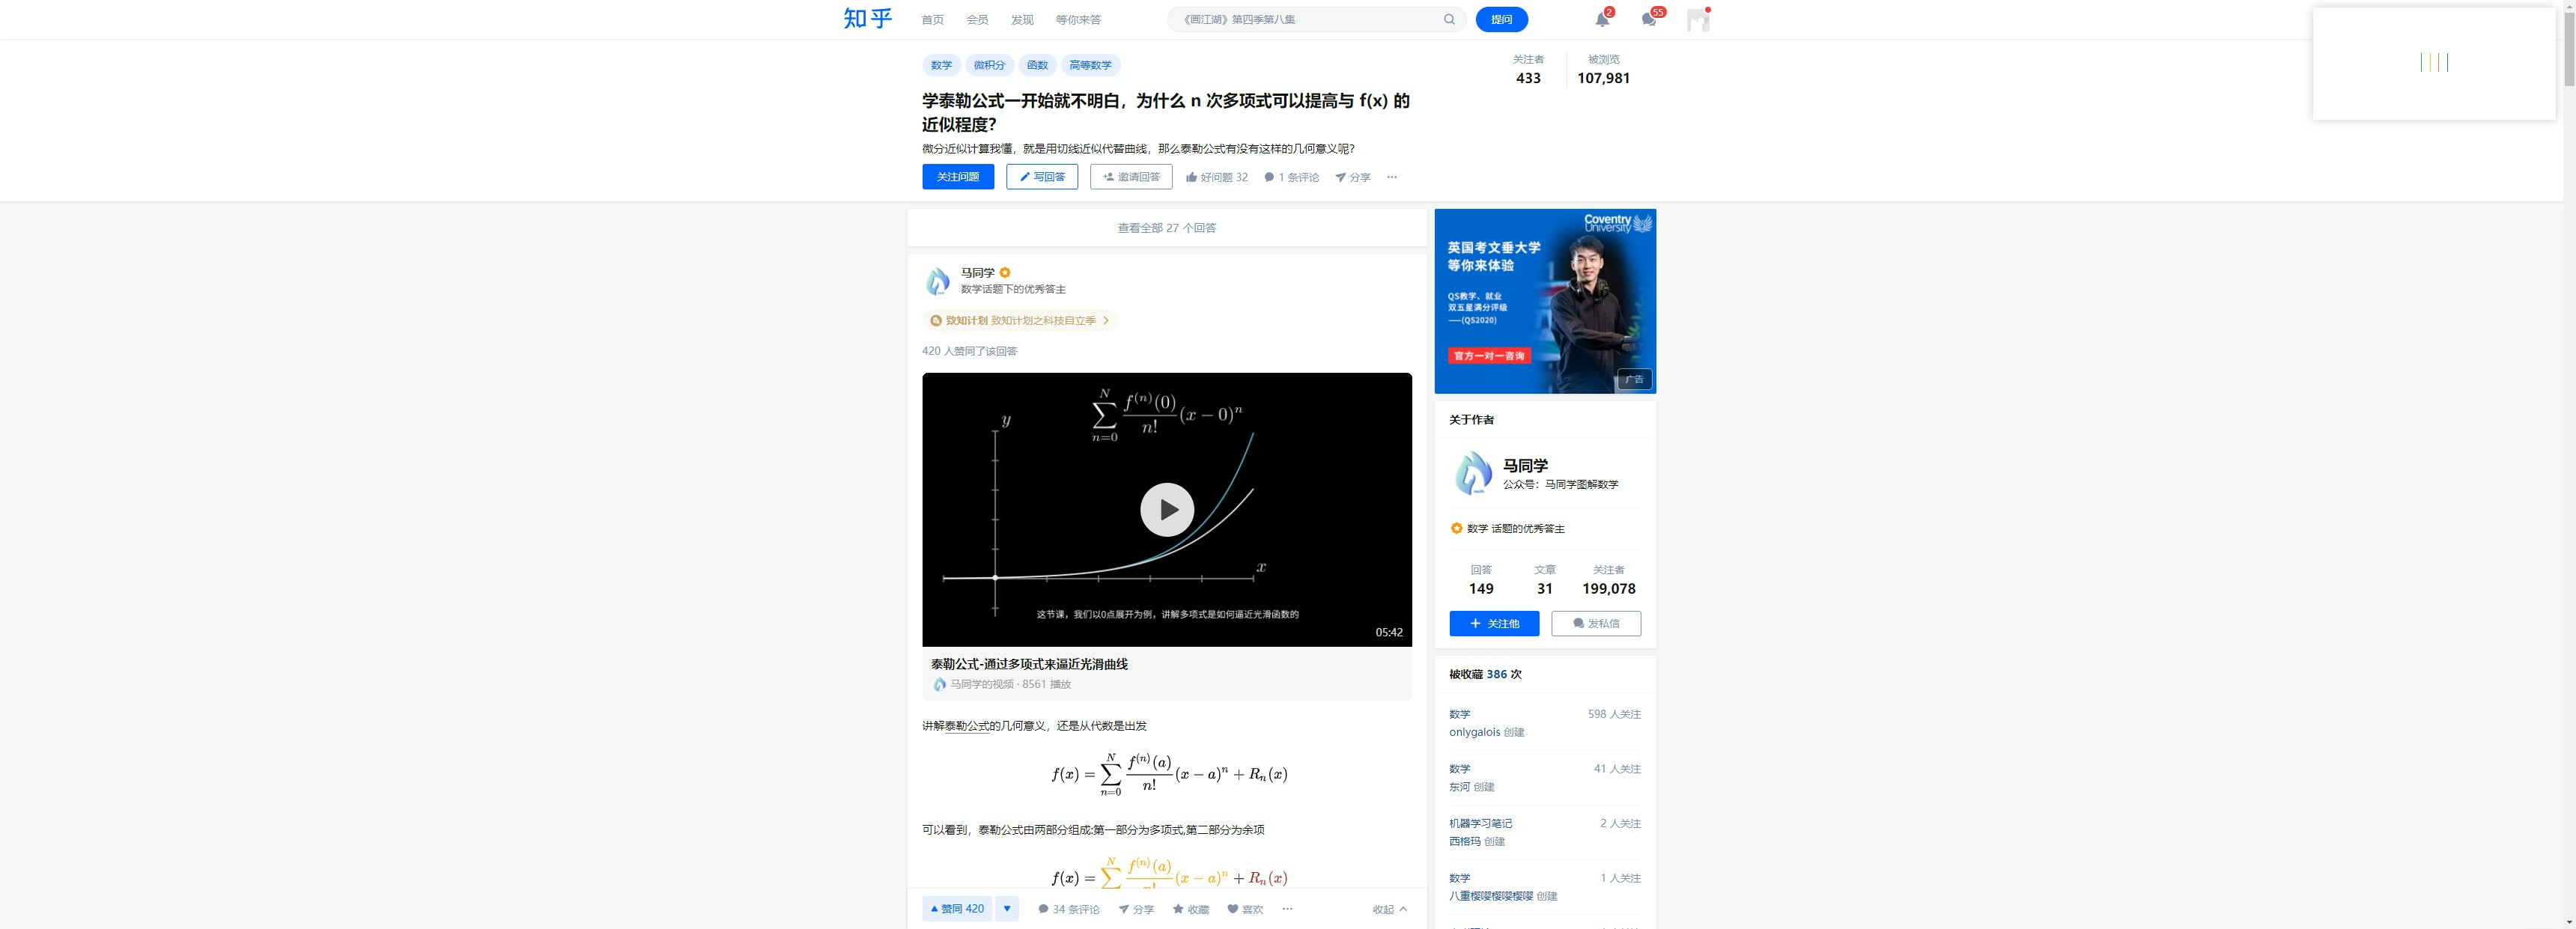 知乎
首页 会员 发现 等你来答
《画江湖》第四季第八集
提问
2
55
数学 微积分 函数 高等数学
关注者
433
被浏览
107,981
学泰勒公式一开始就不明白，为什么 n 次多项式可以提高与 f(x) 的
近似程度？
微分近似计算我懂，就是用切线近似代替曲线，那么泰勒公式有没有这样的几何意义呢？
关注问题 写回答 邀请回答 好问题 32 1 条评论 分享 ···
查看全部 27 个回答
马同学
数学话题下的优秀答主
致知计划 致知计划之科技自立季
420 人赞同了该回答
\sum_{n=0}^{N} \frac{f^{(n)}(0)}{n!}(x-0)^n
y
x
这节课，我们以0点展开为例，讲解多项式是如何逼近光滑函数的
05:42
泰勒公式-通过多项式来逼近光滑曲线
马同学的视频 · 8561 播放
讲解泰勒公式的几何意义，还是从代数是出发
f(x) = \sum_{n=0}^{N} \frac{f^{(n)}(a)}{n!}(x-a)^n + R_n(x)
可以看到，泰勒公式由两部分组成:第一部分为多项式,第二部分为余项
f(x) = \sum^{N} \frac{f^{(n)}(a)}{n!}(x-a)^n + R_n(x)
赞同 420 34 条评论 分享 收藏 喜欢 ··· 收起
Coventry
University
英国考文垂大学
等你来体验
QS教学、就业
双五星满分评级
——(QS2020)
官方一对一咨询
广告
关于作者
马同学
公众号：马同学图解数学
数学 话题的优秀答主
回答 文章 关注者
149 31 199,078
关注他 发私信
被收藏 386 次
数学 598 人关注
onlygalois 创建
数学 41 人关注
东河 创建
机器学习笔记 2 人关注
西格玛 创建
数学 1 人关注
八重樱嘤樱嘤樱嘤 创建